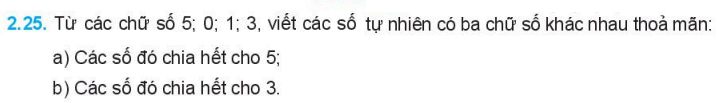 2.25. Từ các chữ số 5; 0; 1; 3, viết các số tự nhiên có ba chữ số khác nhau thoả mãn:
a) Các số đó chia hết cho 5;
b) Các số đó chia hết cho 3.